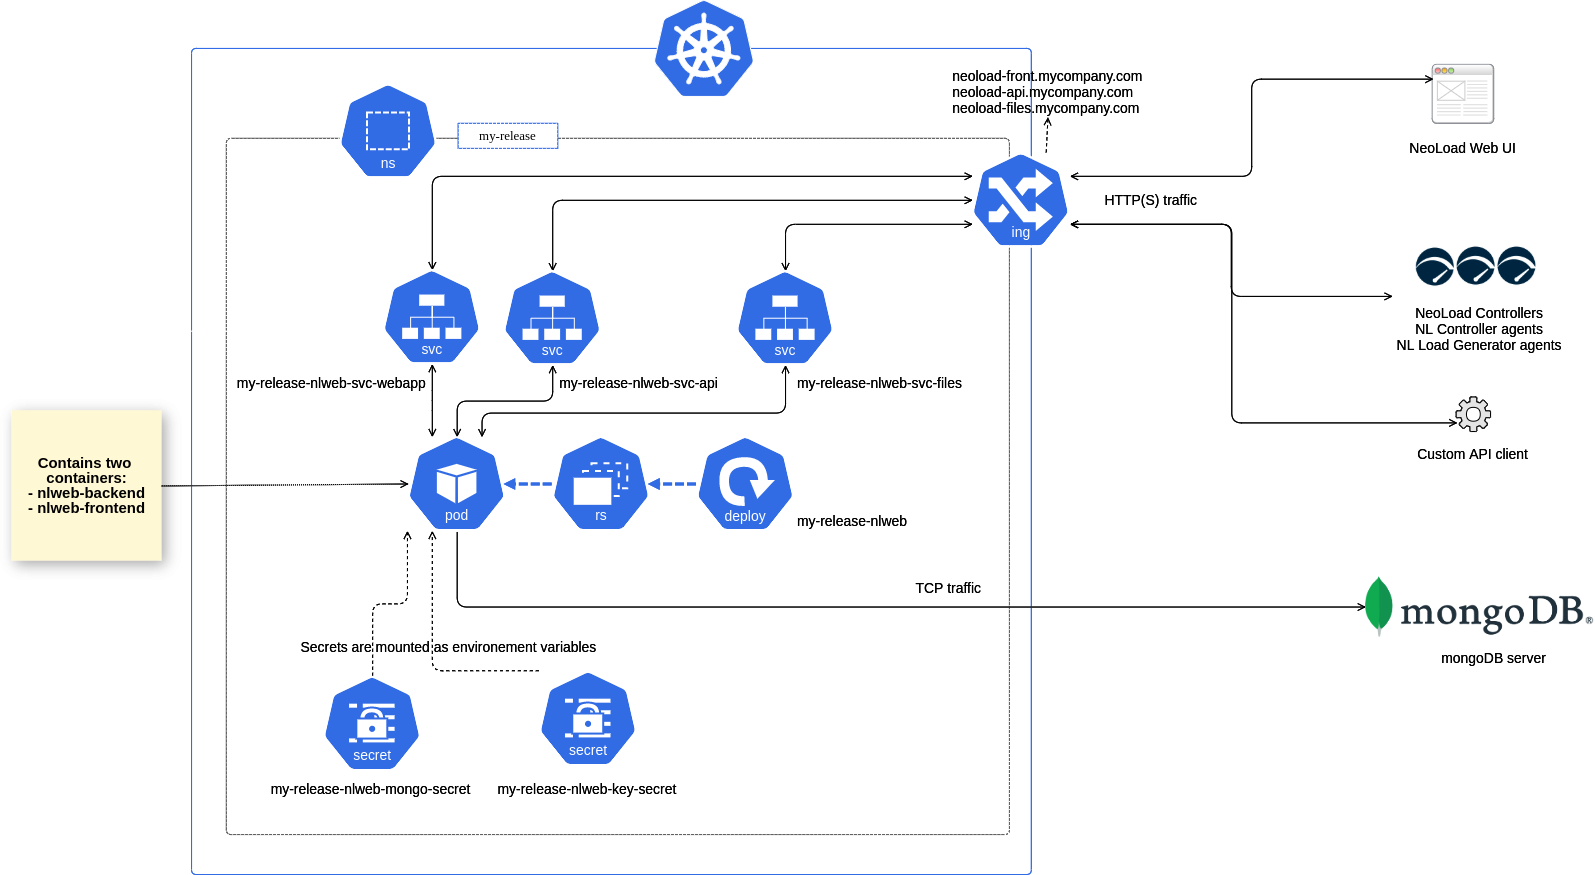 neoload-front.mycompany.com
neoload-api.mycompany.com
neoload-files.mycompany.com
my-release
ns
NeoLoad Web UI
HTTP(S) traffic
ing
NeoLoad Controllers
NL Controller agents
NL Load Generator agents
svc
svc
svc
my-release-nlweb-svc-webapp
my-release-nlweb-svc-api
my-release-nlweb-svc-files
Custom API client
Contains two
containers:
- nlweb-backend
- nlweb-frontend
pod
rs
deploy
my-release-nlweb
TCP traffic
mongoDB®
mongoDB server
Secrets are mounted as environement variables
secret
secret
my-release-nlweb-mongo-secret
my-release-nlweb-key-secret